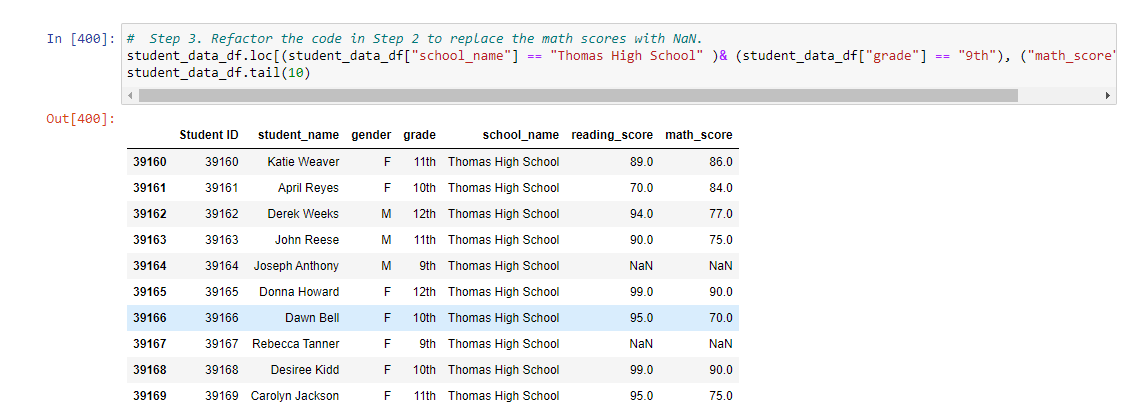 In [400]: #  Step 3. Refactor the code in Step 2 to replace the math scores with NaN.
student_data_df.loc[(student_data_df["school_name"] == "Thomas High School" )& (student_data_df["grade"] == "9th"), ("math_score"
student_data_df.tail(10)
Out[400]:
Student ID student_name gender grade school_name reading_score math_score
39160 39160 Katie Weaver F 11th Thomas High School 89.0 86.0
39161 39161 April Reyes F 10th Thomas High School 70.0 84.0
39162 39162 Derek Weeks M 12th Thomas High School 94.0 77.0
39163 39163 John Reese M 11th Thomas High School 90.0 75.0
39164 39164 Joseph Anthony M 9th Thomas High School NaN NaN
39165 39165 Donna Howard F 12th Thomas High School 99.0 90.0
39166 39166 Dawn Bell F 10th Thomas High School 95.0 70.0
39167 39167 Rebecca Tanner F 9th Thomas High School NaN NaN
39168 39168 Desiree Kidd F 10th Thomas High School 99.0 90.0
39169 39169 Carolyn Jackson F 11th Thomas High School 95.0 75.0